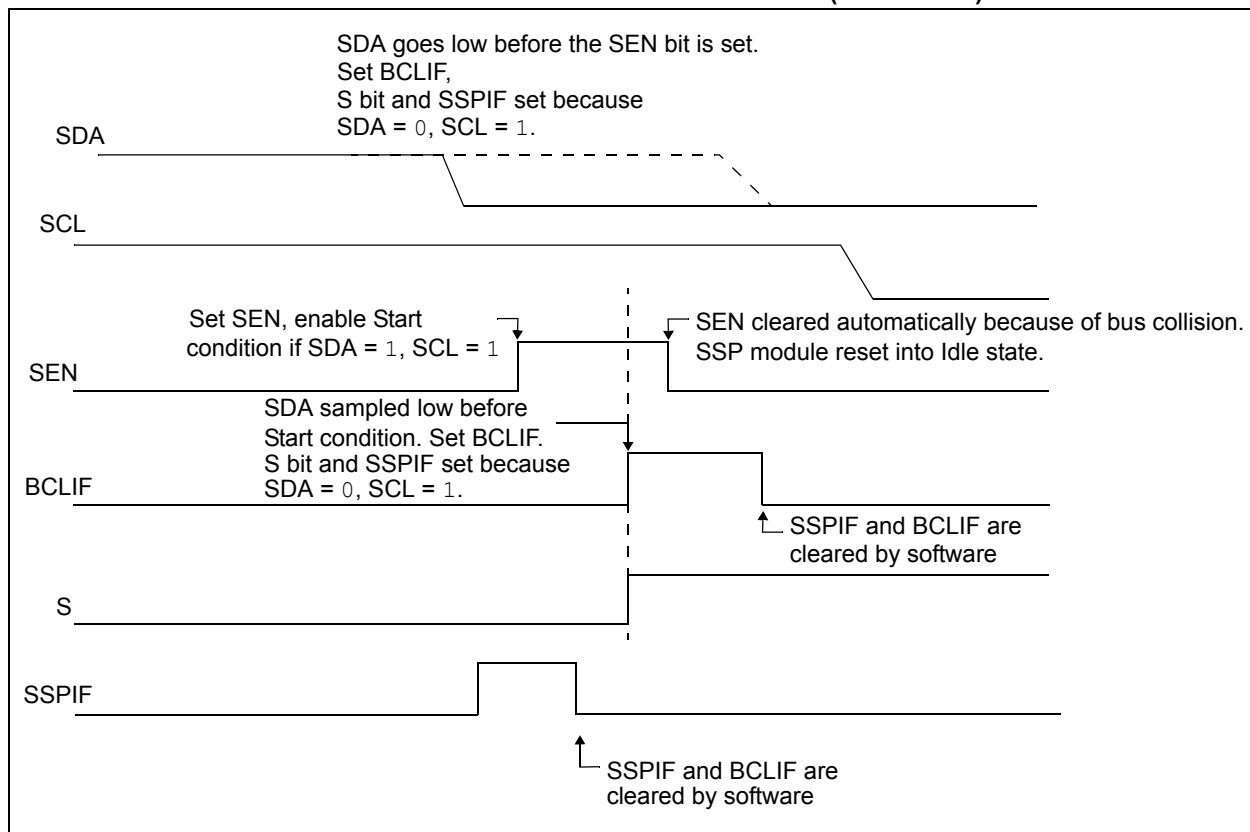 SDA goes low before the SEN bit is set.
Set BCLIF,
S bit and SSPIF set because
SDA = 0, SCL = 1.
SDA
SCL
Set SEN, enable Start
condition if SDA = 1, SCL = 1
SEN cleared automatically because of bus collision.
SSP module reset into Idle state.
SEN
SDA sampled low before
Start condition. Set BCLIF.
S bit and SSPIF set because
SDA = 0, SCL = 1.
BCLIF
SSPIF and BCLIF are
cleared by software
S
SSPIF
SSPIF and BCLIF are
cleared by software